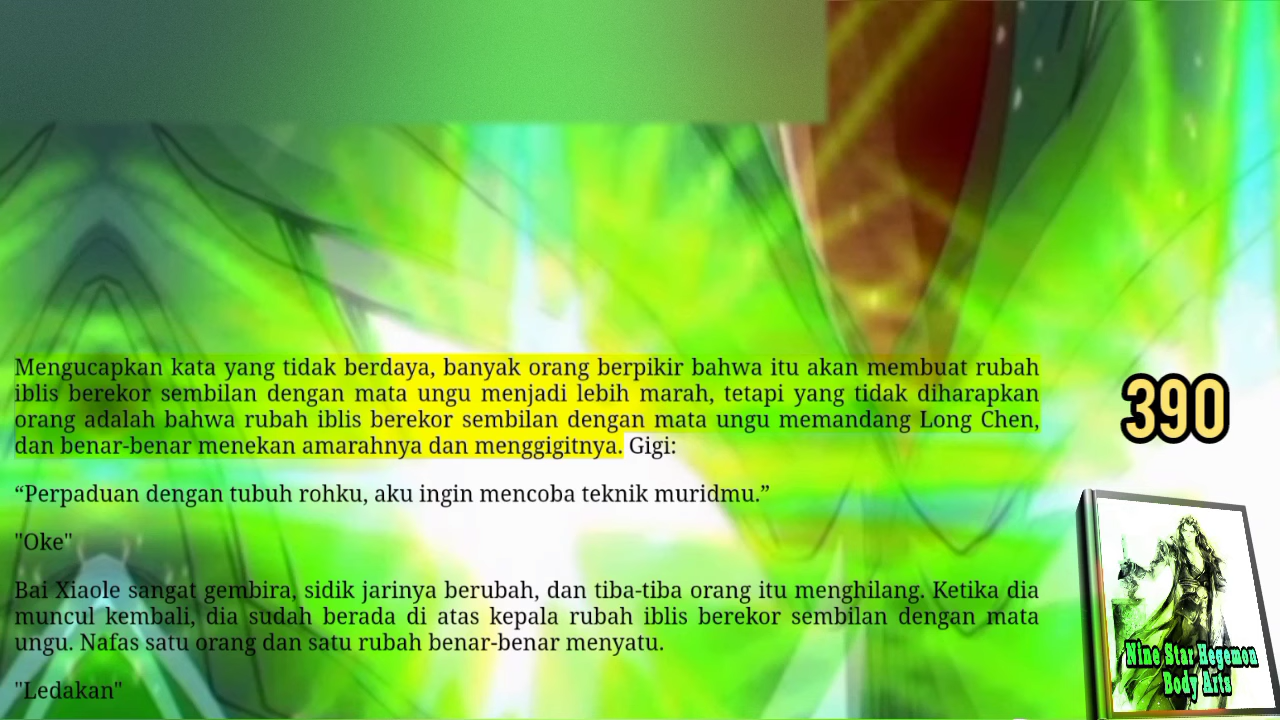 Mengucapkan kata yang tidak berdaya, banyak orang berpikir bahwa itu akan membuat rubah
iblis berekor sembilan dengan mata ungu menjadi lebih marah, tetapi yang tidak diharapkan
orang adalah bahwa rubah iblis berekor sembilan dengan mata ungu memandang Long Chen,
dan benar-benar menekan amarahnya dan menggigitnya. Gigi:
“Perpaduan dengan tubuh rohku, aku ingin mencoba teknik muridmu.”
"Oke"
Bai Xiaole sangat gembira, sidik jarinya berubah, dan tiba-tiba orang itu menghilang. Ketika dia
muncul kembali, dia sudah berada di atas kepala rubah iblis berekor sembilan dengan mata
ungu. Nafas satu orang dan satu rubah benar-benar menyatu.
"Ledakan"
390
Nine Star Hegemon
Body Arts